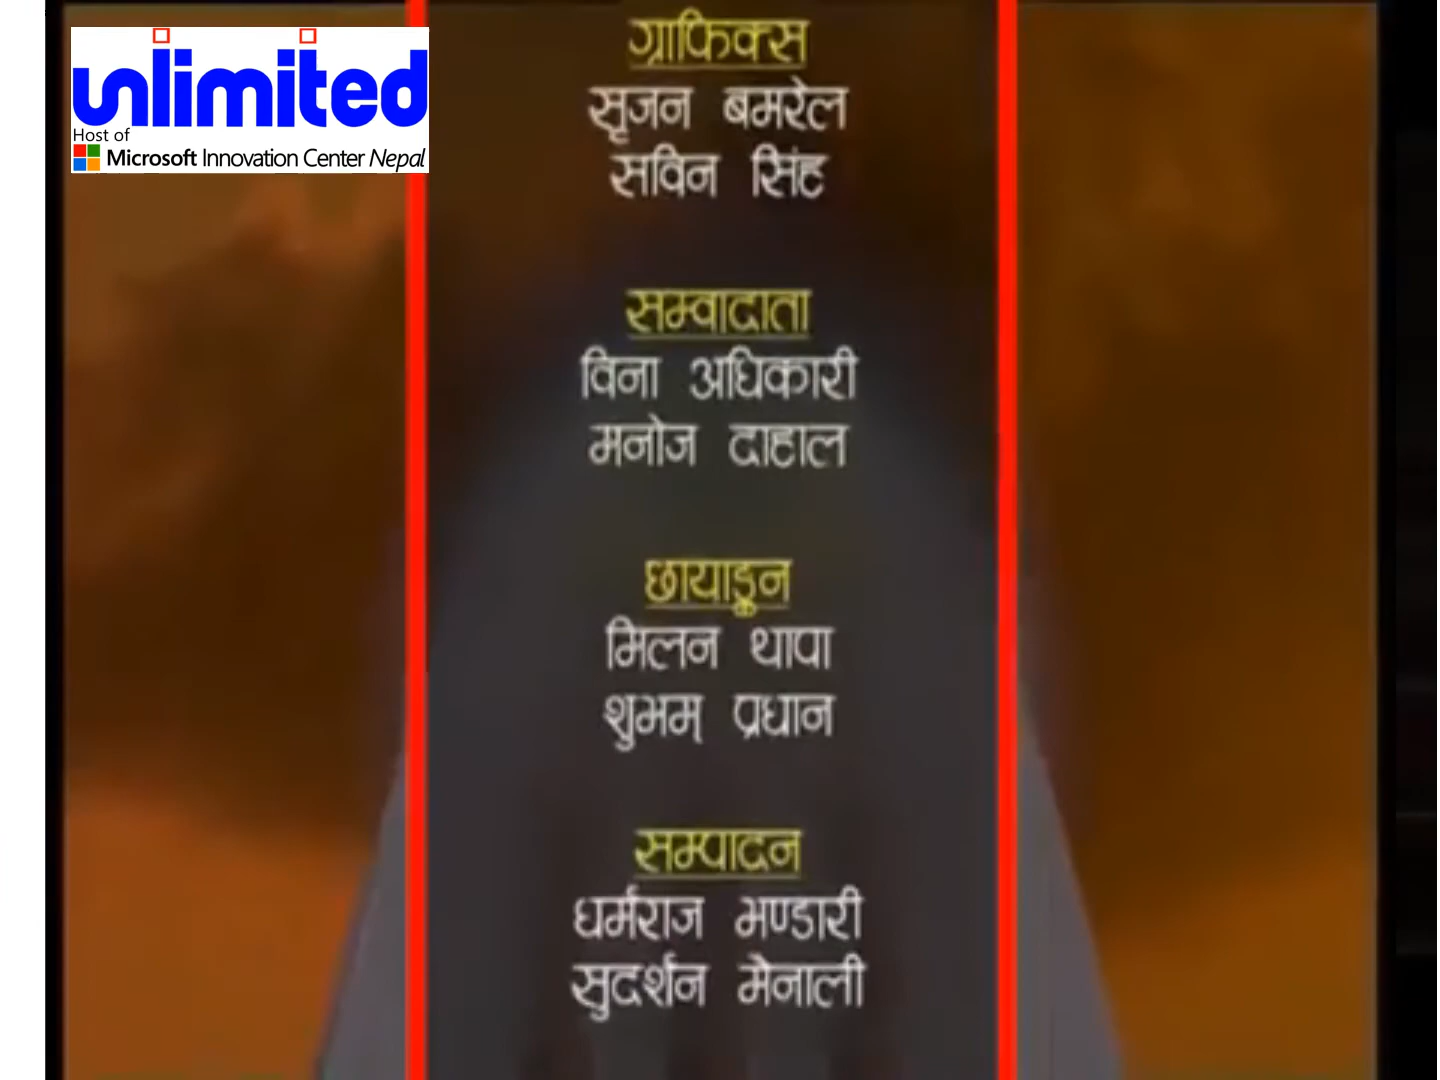 unlimited
Host of
Microsoft Innovation Center Nepal
ग्राफिक्स
सृजन बमरेल
सविन सिंह
सम्वादाता
विना अधिकारी
मनोज दाहाल
छायाङ्कन
मिलन थापा
शुभम् प्रधान
सम्पादन
धर्मराज भण्डारी
सुदर्शन मेनाली